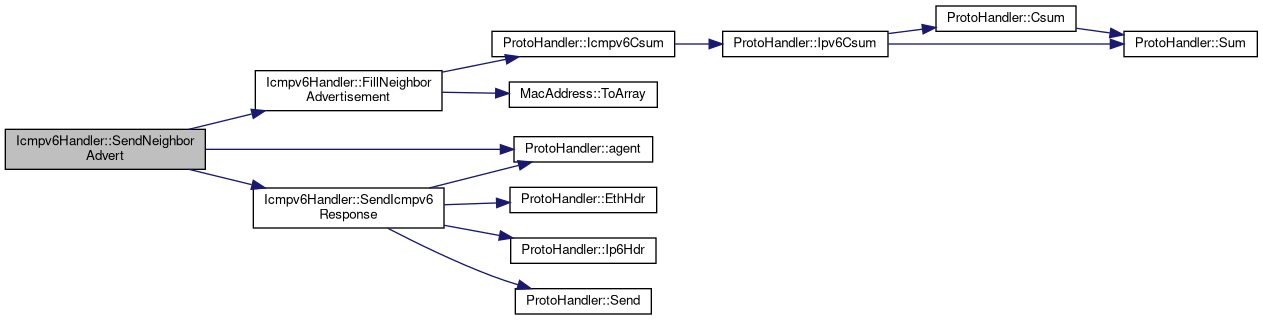 Icmpv6Handler::SendNeighbor
Advert
Icmpv6Handler::FillNeighbor
Advertisement
ProtoHandler::Icmpv6Csum
ProtoHandler::Ipv6Csum
ProtoHandler::Csum
ProtoHandler::Sum
MacAddress::ToArray
ProtoHandler::agent
Icmpv6Handler::SendIcmpv6
Response
ProtoHandler::EthHdr
ProtoHandler::Ip6Hdr
ProtoHandler::Send